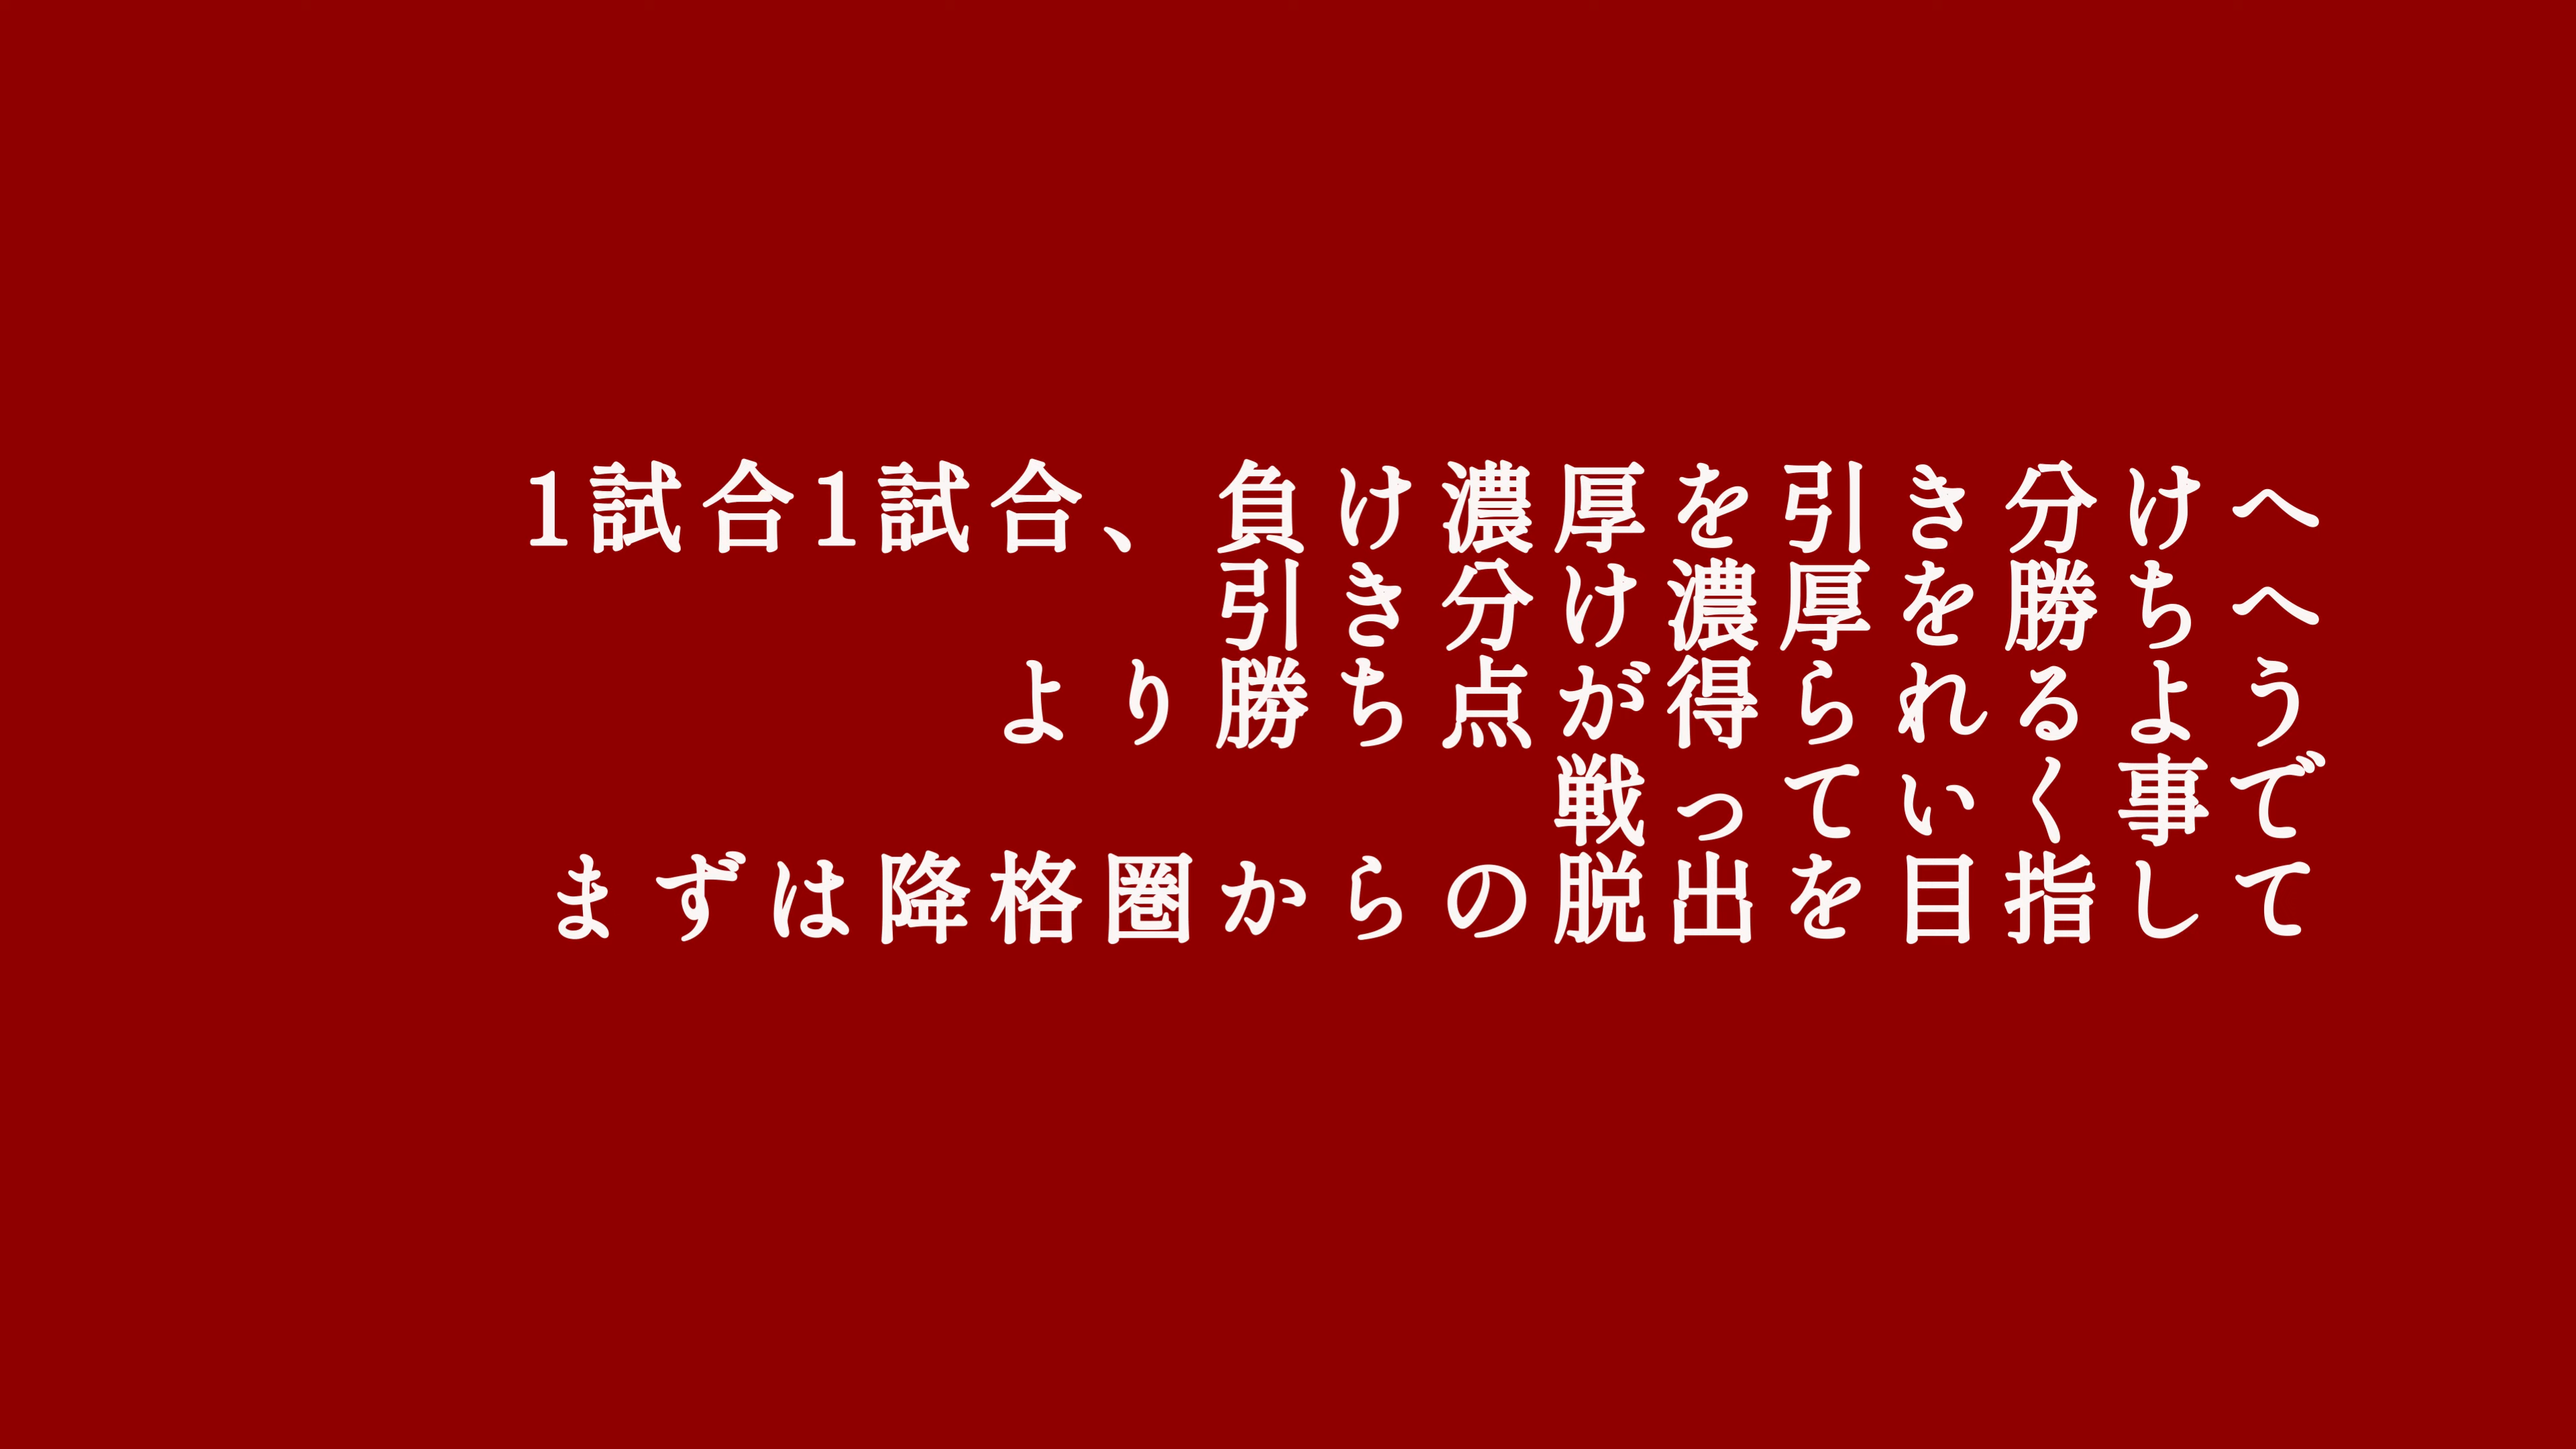 1試合1試合、負け濃厚を引き分けへ
引き分け濃厚を勝ちへ
より勝ち点が得られるよう
戦っていく事で
まずは降格圏からの脱出を目指して